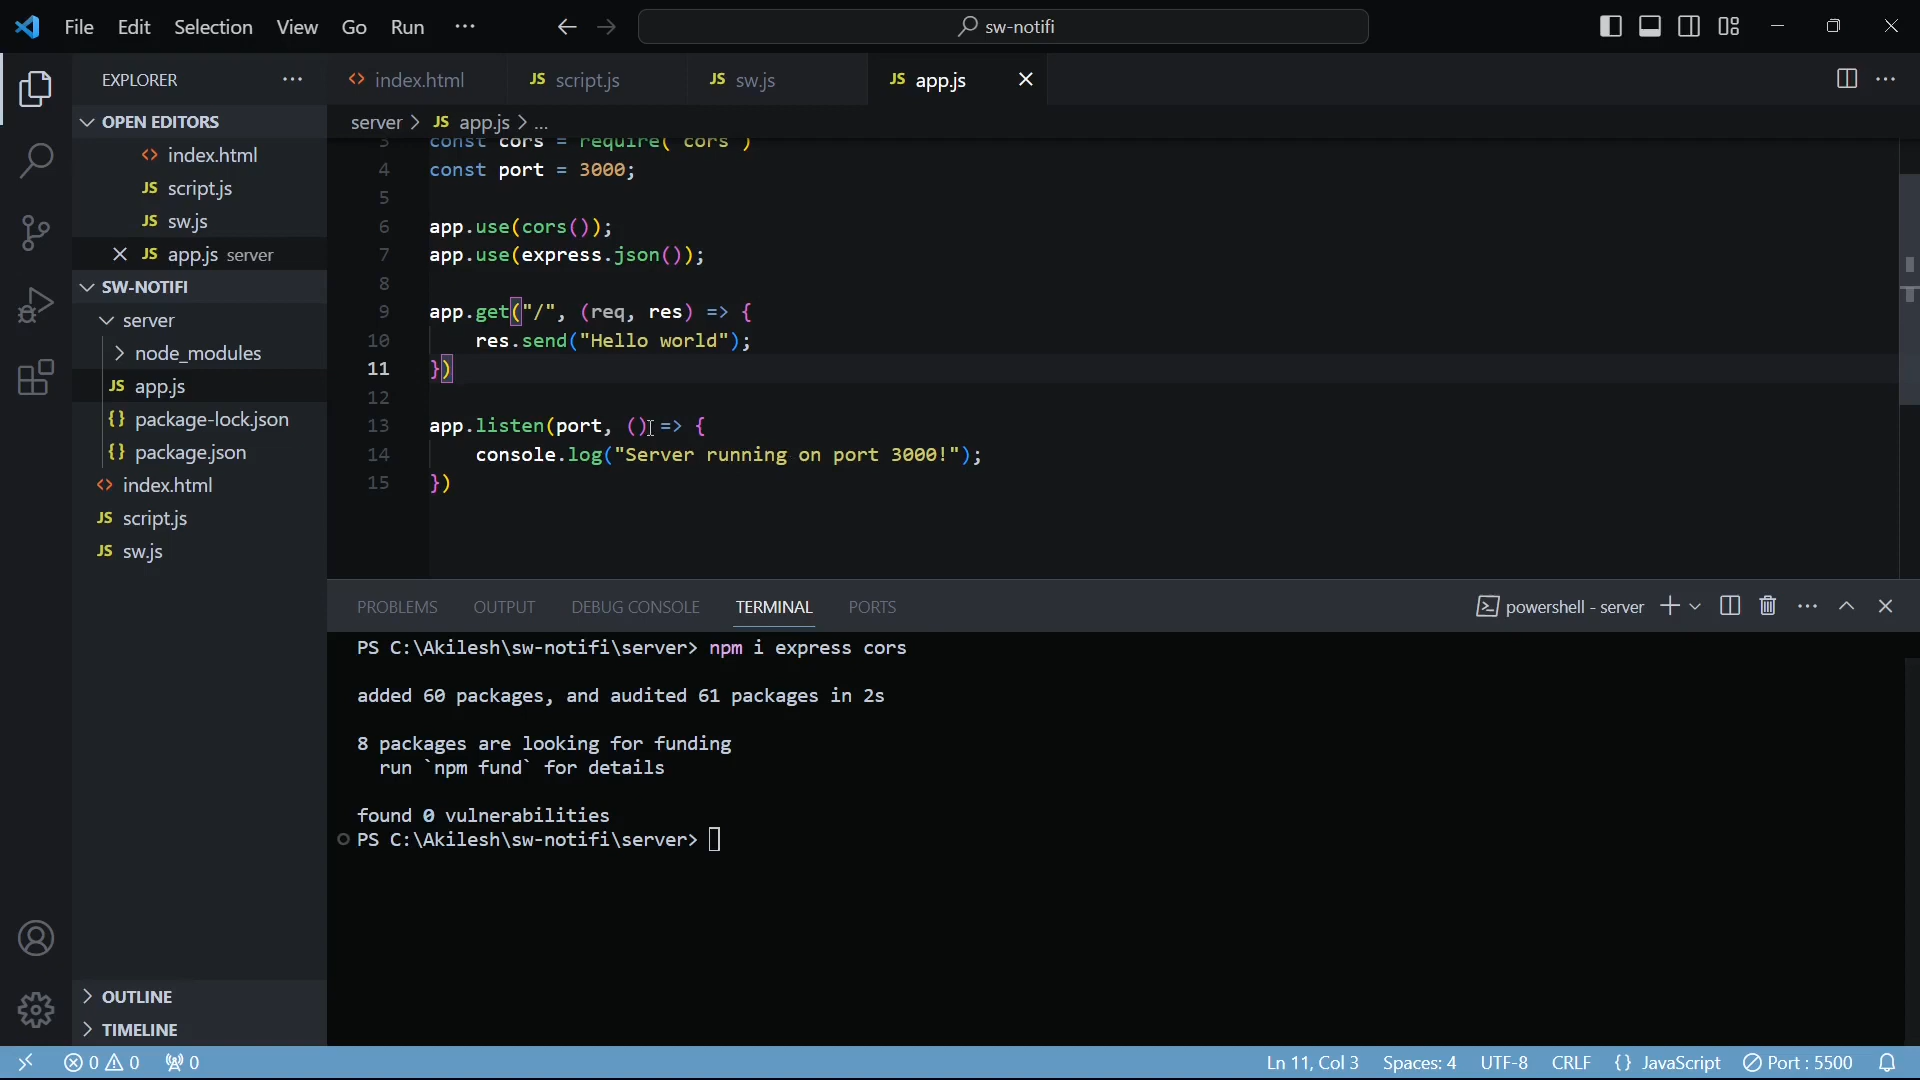 File Edit Selection View Go Run ···
sw-notifi
EXPLORER ···
<> index.html JS script.js JS sw.js JS app.js
OPEN EDITORS
server > JS app.js > ...
<> index.html
JS script.js
JS sw.js
JS app.js server
SW-NOTIFI
server
node_modules
JS app.js
{} package-lock.json
{} package.json
<> index.html
JS script.js
JS sw.js
3 const cors = require("cors")
4 const port = 3000;
5
6 app.use(cors());
7 app.use(express.json());
8
9 app.get("/", (req, res) => {
10 res.send("Hello world");
11 })
12
13 app.listen(port, () => {
14 console.log("Server running on port 3000!");
15 })
PROBLEMS OUTPUT DEBUG CONSOLE TERMINAL PORTS
powershell - server
PS C:\Akilesh\sw-notifi\server> npm i express cors
added 60 packages, and audited 61 packages in 2s
8 packages are looking for funding
run `npm fund` for details
found 0 vulnerabilities
PS C:\Akilesh\sw-notifi\server>
OUTLINE
TIMELINE
0 0 0
Ln 11, Col 3 Spaces: 4 UTF-8 CRLF {} JavaScript Port : 5500